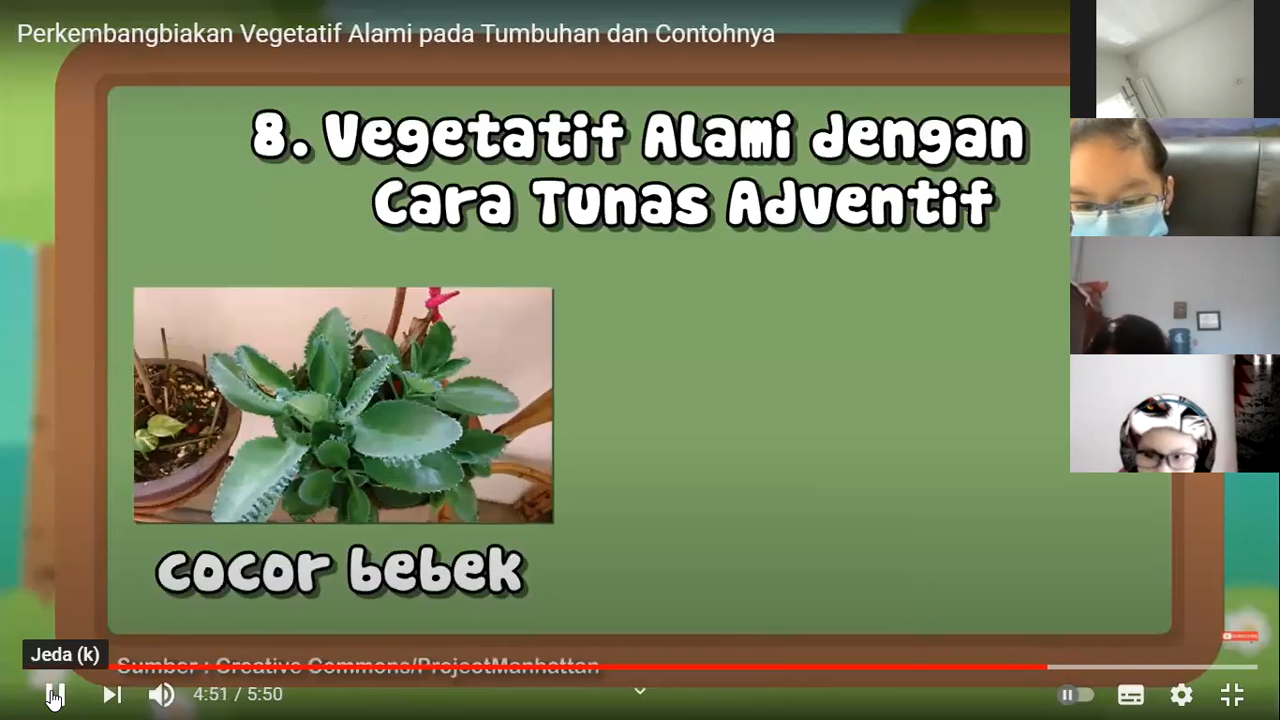 Perkembangbiakan Vegetatif Alami pada Tumbuhan dan Contohnya
8. Vegetatif Alami dengan
Cara Tunas Adventif
cocor bebek
Jeda (k)
Sumber : Creative Commons/ProjectManhattan
4:51 / 5:50